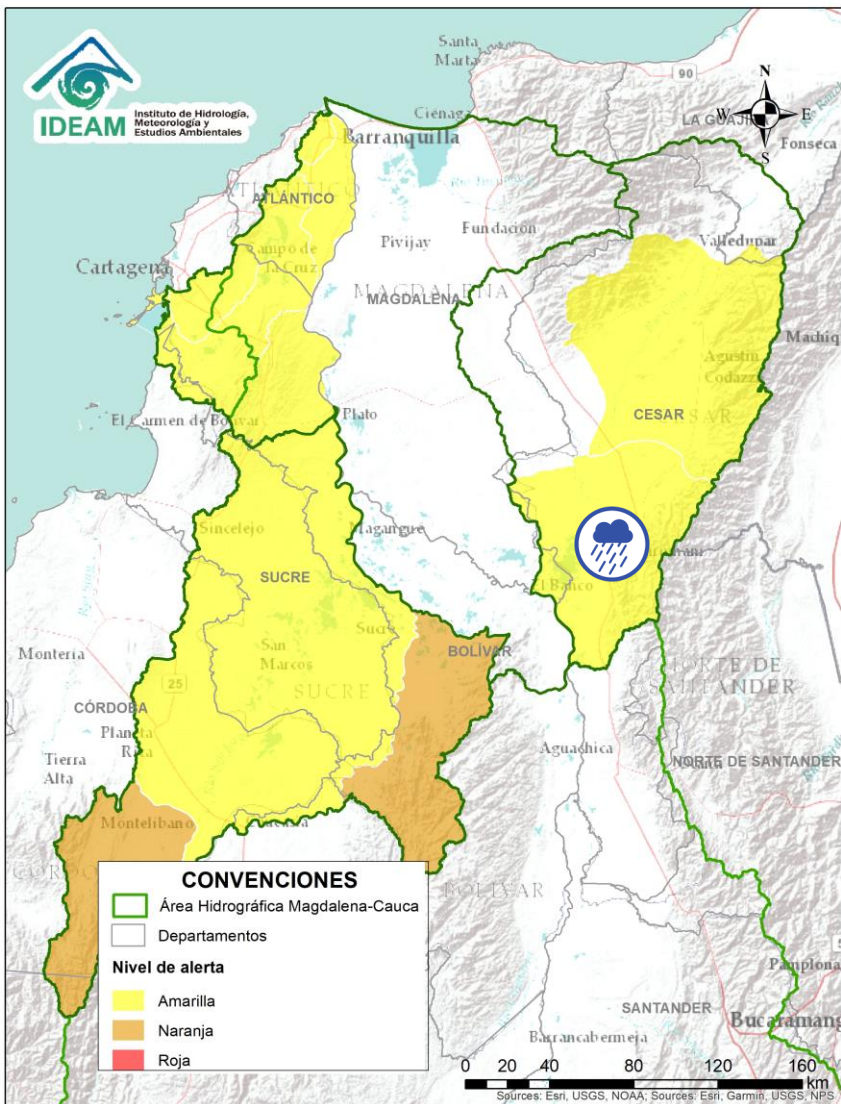 IDEAM
Instituto de Hidrología,
Meteorología y
Estudios Ambientales
Santa
Marta
90
N
W
E
S
LA GUAJIRA
Ciénaga
Barranquilla
Fonseca
ATLÁNTICO
Fundación
Pivijay
Valledupar
Campo de
la Cruz
Cartagena
MAGDALENA
MAGDALENA
Agustín
Codazzi
CESAR
El Carmen de Bolívar
Plato
Sincelejo
Magangue
SUCRE
El Banco
Sucre
San
Marcos
BOLÍVAR
Montería
SUCRE
25
NORTE DE
SANTANDER
CÓRDOBA
Planeta
Rica
Aguachica
Tierra
Alta
NORTE DE SANTANDER
Montelíbano
BOLÍVAR
CONVENCIONES
Área Hidrográfica Magdalena-Cauca
Departamentos
Nivel de alerta
Amarilla
Naranja
Roja
Pamplona
SANTANDER
Barrancabermeja
0 20 40 80 120 160
km
Sources: Esri, USGS, NOAA; Sources: Esri, Garmin, USGS, NPS